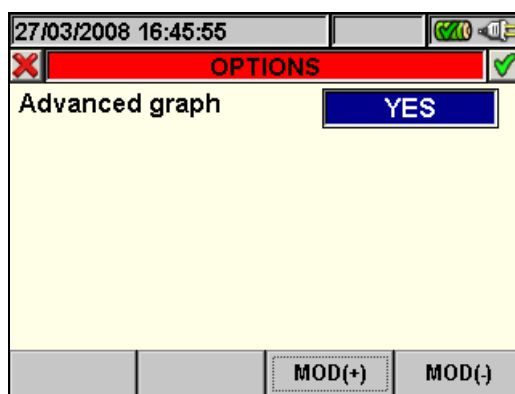 27/03/2008 16:45:55
OPTIONS
Advanced graph YES
MOD(+) MOD(-)